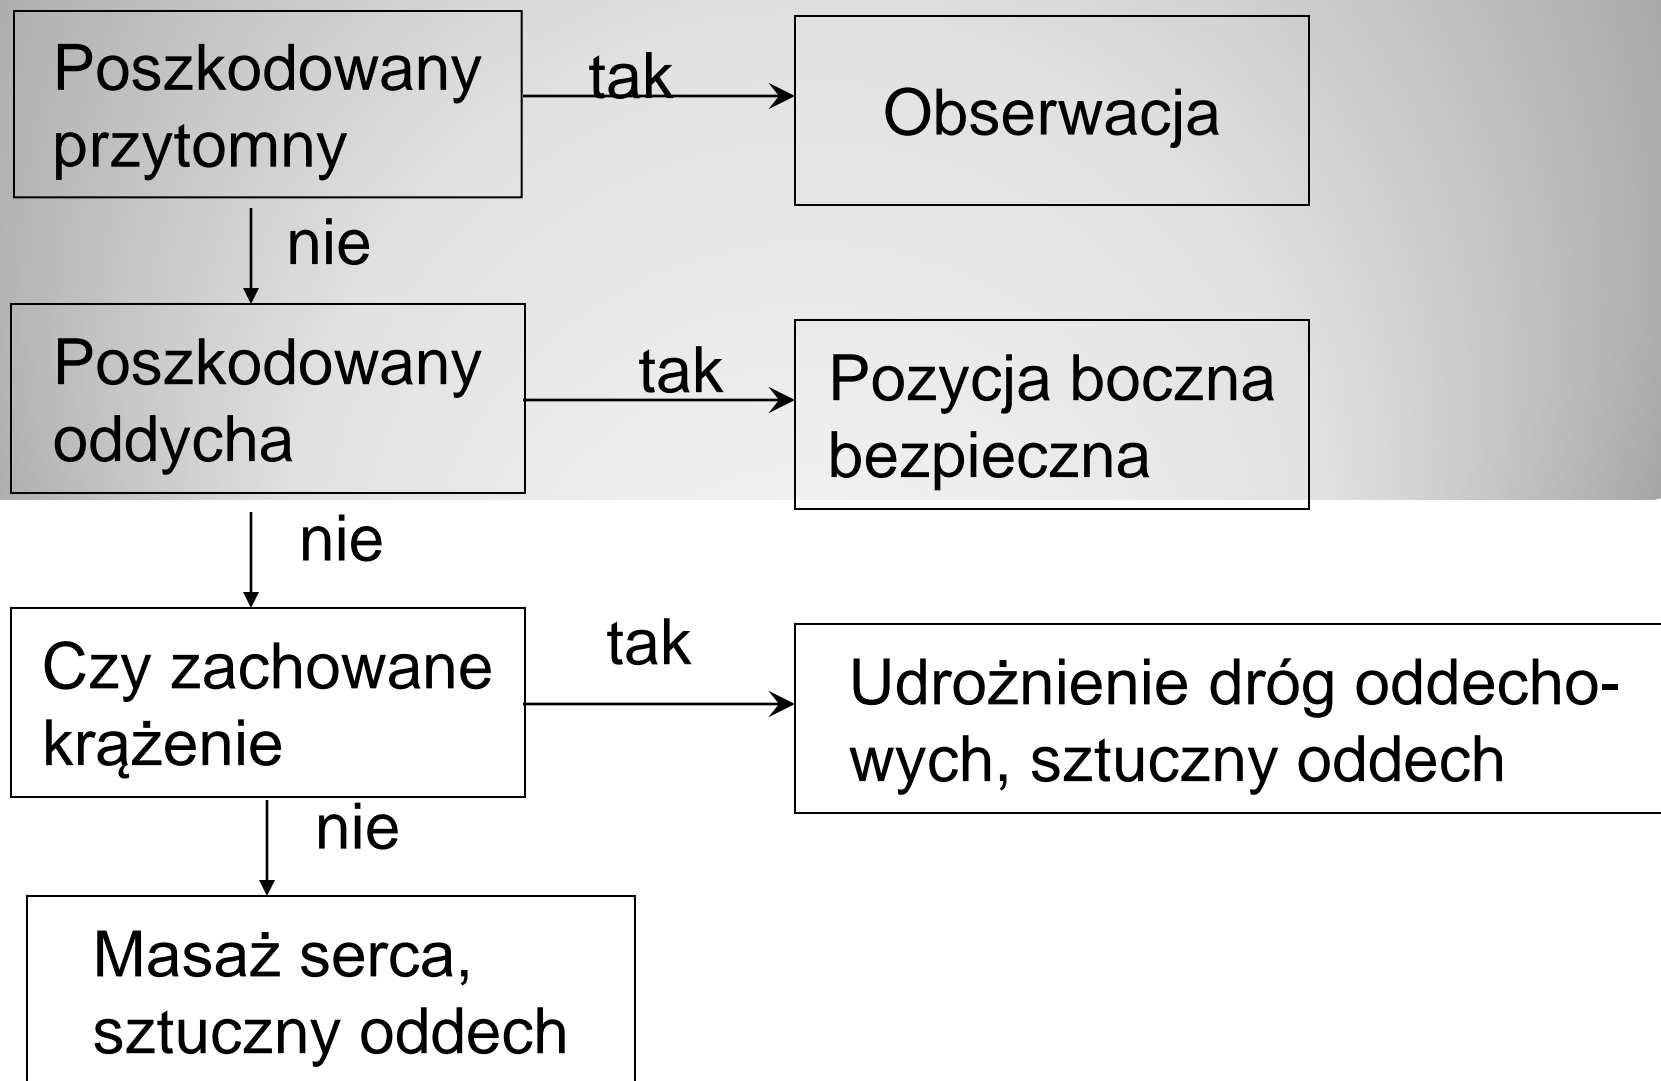 Poszkodowany
przytomny
tak
Obserwacja
nie
Poszkodowany
oddycha
tak
Pozycja boczna
bezpieczna
nie
Czy zachowane
krążenie
tak
Udrożnienie dróg oddecho-
wych, sztuczny oddech
nie
Masaż serca,
sztuczny oddech